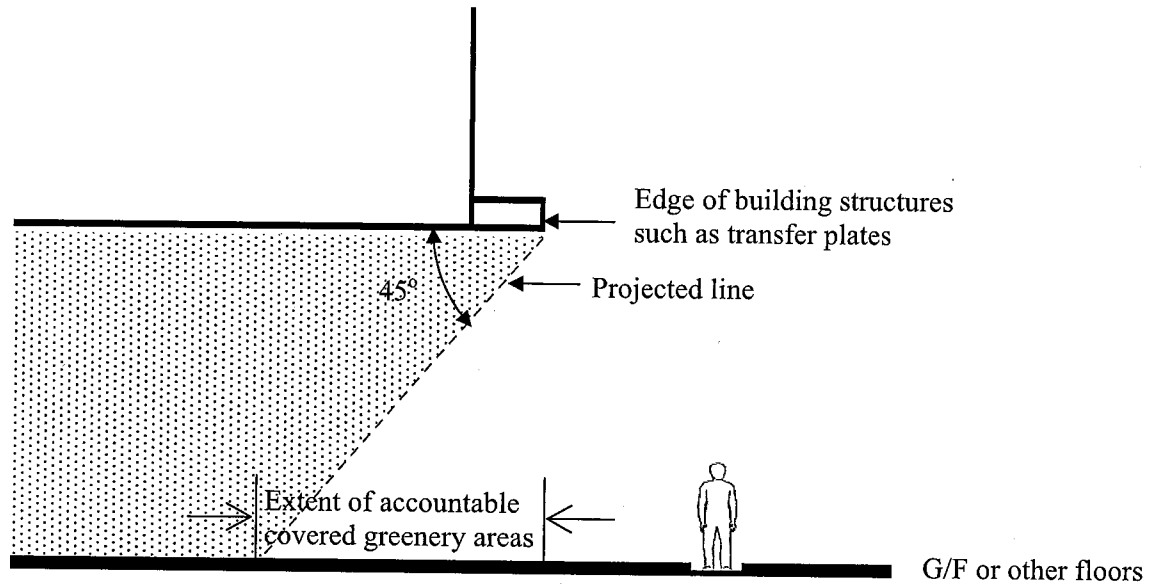 Edge of building structures
such as transfer plates
45°
Projected line
Extent of accountable
covered greenery areas
G/F or other floors